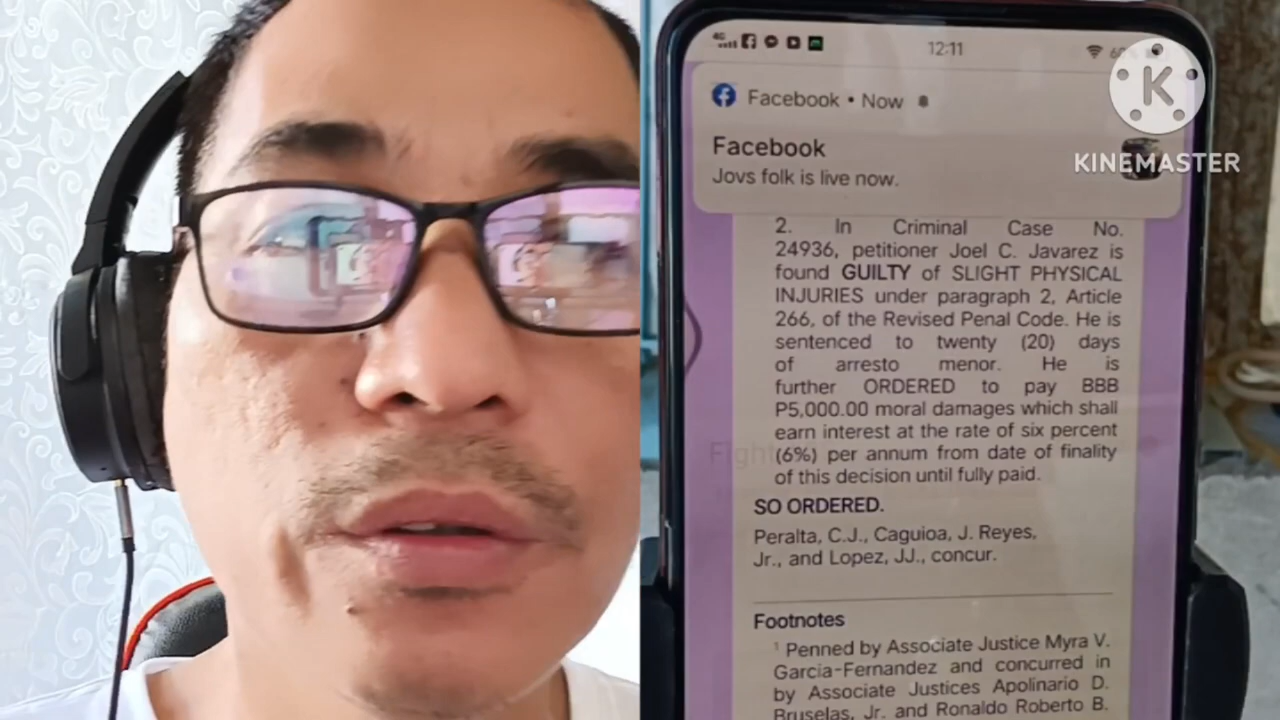 4G
12:11
Facebook • Now
Facebook
Jovs folk is live now.
KINEMASTER
2. In Criminal Case No.
24936, petitioner Joel C. Javarez is
found GUILTY of SLIGHT PHYSICAL
INJURIES under paragraph 2, Article
266, of the Revised Penal Code. He is
sentenced to twenty (20) days
of arresto menor. He is
further ORDERED to pay BBB
P5,000.00 moral damages which shall
earn interest at the rate of six percent
(6%) per annum from date of finality
of this decision until fully paid.
SO ORDERED.
Peralta, C.J., Caguioa, J. Reyes,
Jr., and Lopez, JJ., concur.
Footnotes
1 Penned by Associate Justice Myra V.
Garcia-Fernandez and concurred in
by Associate Justices Apolinario D.
Bruselas, Jr. and Ronaldo Roberto B.